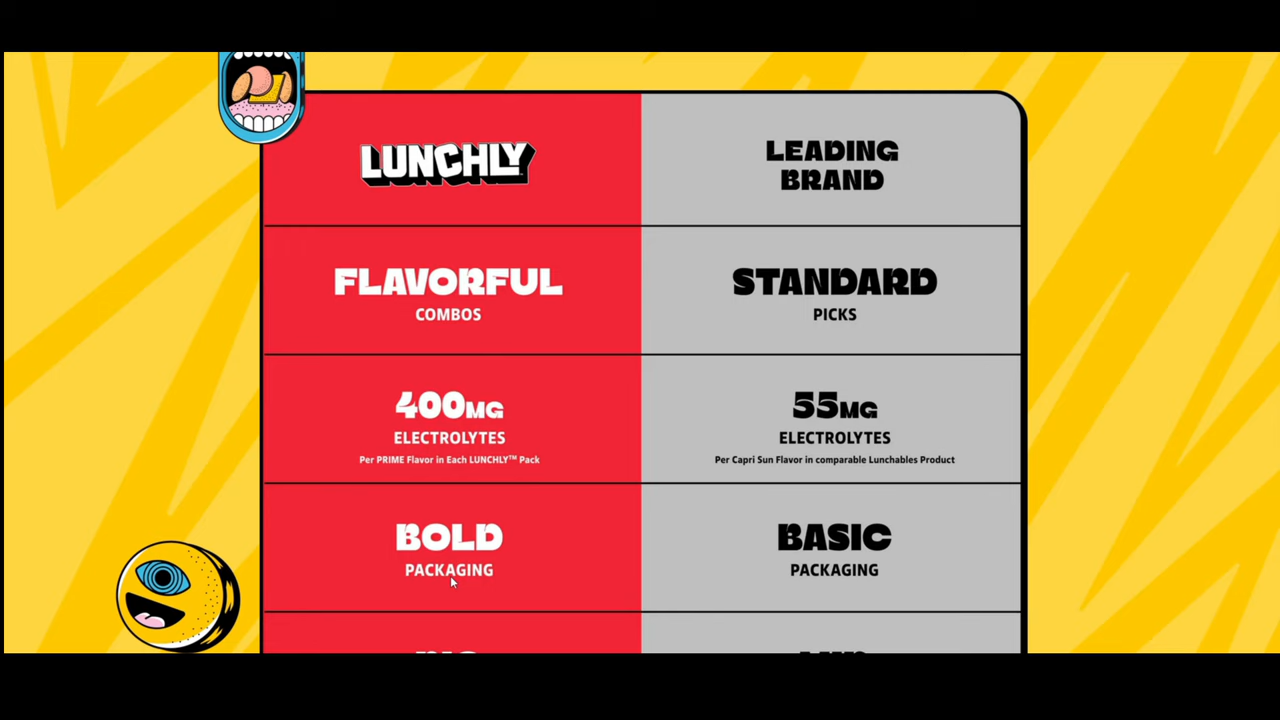 LUNCHLY
LEADING
BRAND
FLAVORFUL
COMBOS
STANDARD
PICKS
400MG
ELECTROLYTES
Per PRIME Flavor in Each LUNCHLY™ Pack
55MG
ELECTROLYTES
Per Capri Sun Flavor in comparable Lunchables Product
BOLD
PACKAGING
BASIC
PACKAGING